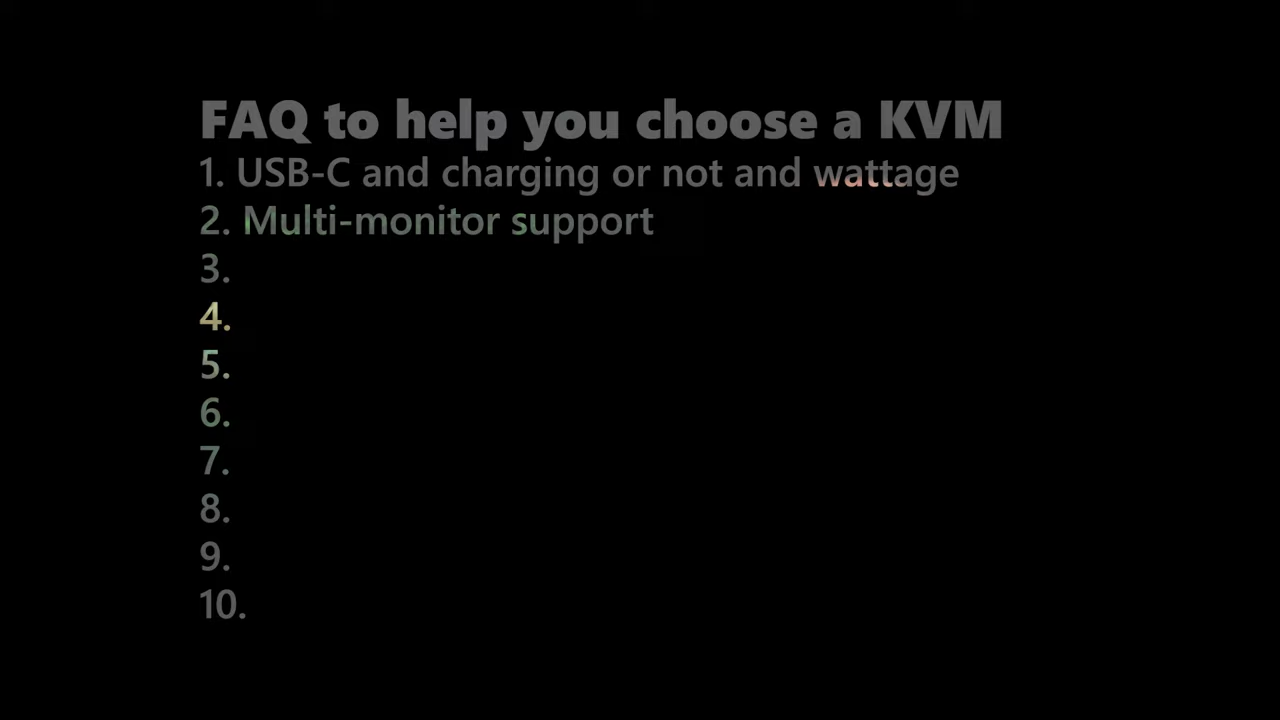 FAQ to help you choose a KVM
1. USB-C and charging or not and wattage
2. Multi-monitor support
3.
4.
5.
6.
7.
8.
9.
10.